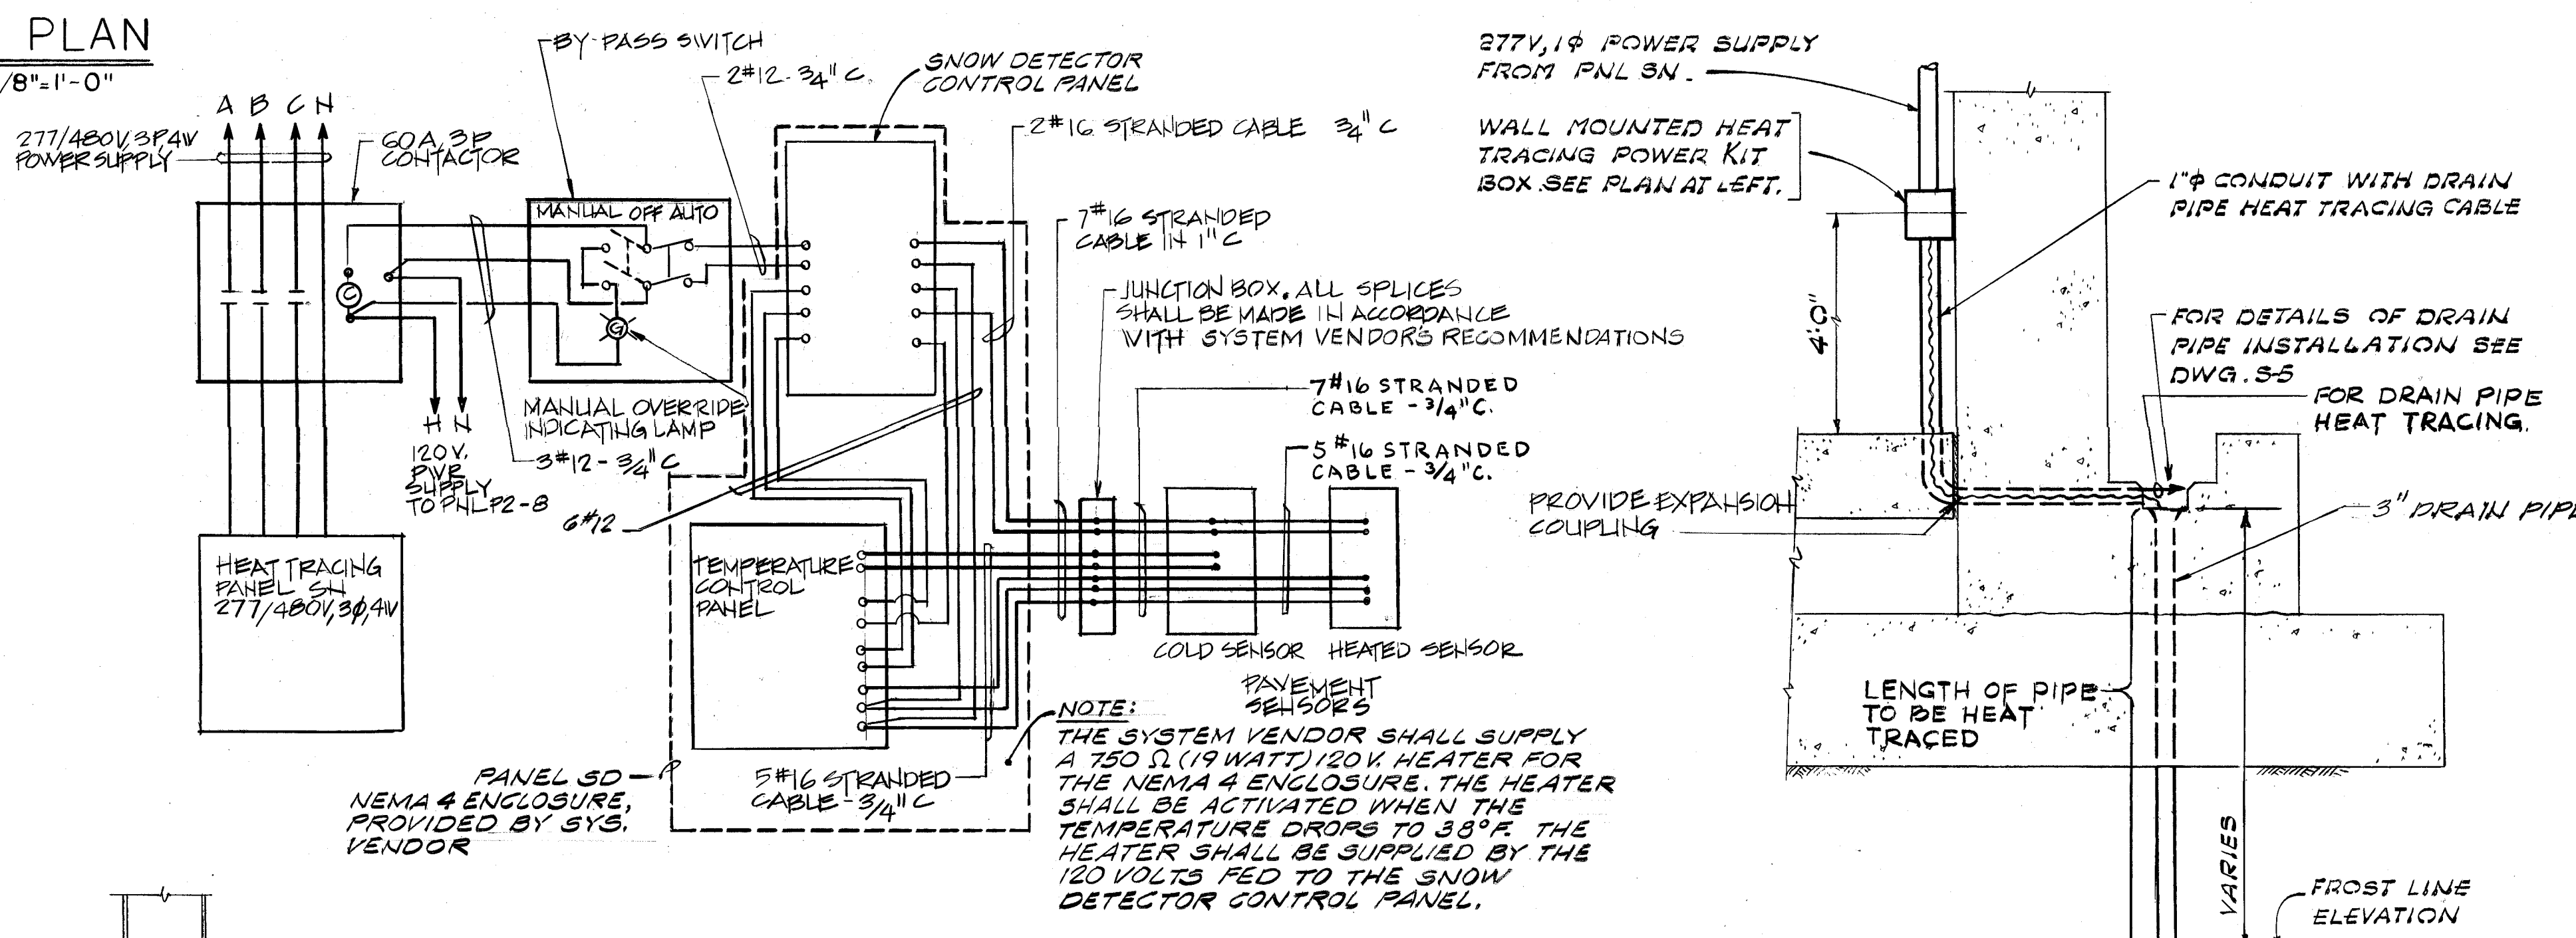 PLAN
/8"=1'-0"
A B C N
277/480V, 3P, 4W
POWER SUPPLY
60A, 3P
CONTACTOR
BY-PASS SWITCH
2#12-3/4" C.
SNOW DETECTOR
CONTROL PANEL
2#16 STRANDED CABLE 3/4" C
MANUAL OFF AUTO
C
G
7#16 STRANDED
CABLE IN 1" C
JUNCTION BOX. ALL SPLICES
SHALL BE MADE IN ACCORDANCE
WITH SYSTEM VENDOR'S RECOMMENDATIONS
7#16 STRANDED
CABLE - 3/4" C.
5 #16 STRANDED
CABLE - 3/4" C.
MANUAL OVERRIDE
INDICATING LAMP
3#12-3/4" C
H N
120V.
PWR
SUPPLY
TO PNL P2-8
6#12
HEAT TRACING
PANEL SN
277/480V, 3φ, 4W
TEMPERATURE
CONTROL
PANEL
COLD SENSOR HEATED SENSOR
PAVEMENT
SENSORS
PANEL SD
NEMA 4 ENCLOSURE,
PROVIDED BY SYS.
VENDOR
5#16 STRANDED
CABLE-3/4" C
NOTE:
THE SYSTEM VENDOR SHALL SUPPLY
A 750 Ω (19 WATT) 120 V. HEATER FOR
THE NEMA 4 ENCLOSURE. THE HEATER
SHALL BE ACTIVATED WHEN THE
TEMPERATURE DROPS TO 38°F. THE
HEATER SHALL BE SUPPLIED BY THE
120 VOLTS FED TO THE SNOW
DETECTOR CONTROL PANEL.
277V, 1φ POWER SUPPLY
FROM PNL SN.
WALL MOUNTED HEAT
TRACING POWER KIT
BOX. SEE PLAN AT LEFT.
1"φ CONDUIT WITH DRAIN
PIPE HEAT TRACING CABLE
4'0"
FOR DETAILS OF DRAIN
PIPE INSTALLATION SEE
DWG. S-5
FOR DRAIN PIPE
HEAT TRACING.
PROVIDE EXPANSION
COUPLING
3" DRAIN PIPE
LENGTH OF PIPE
TO BE HEAT
TRACED
VARIES
FROST LINE
ELEVATION